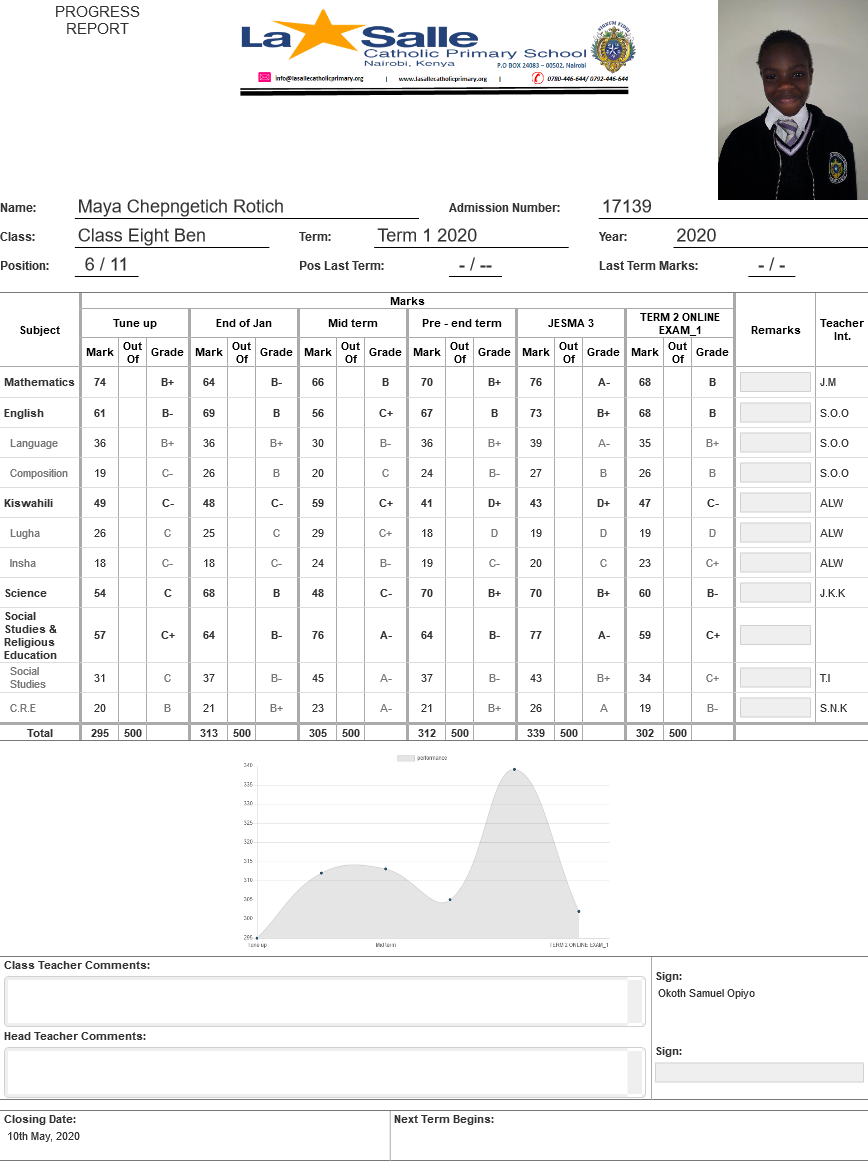 PROGRESS
REPORT
La Salle
Catholic Primary School
Nairobi, Kenya
P.O BOX 24083 – 00502, Nairobi
info@lasallecatholicprimary.org | www.lasallecatholicprimary.org | 0780-446-644/ 0792-446-644
Name: Maya Chepngetich Rotich Admission Number: 17139
Class: Class Eight Ben Term: Term 1 2020 Year: 2020
Position: 6 / 11 Pos Last Term: - / -- Last Term Marks: - / -
Marks
Subject Tune up End of Jan Mid term Pre - end term JESMA 3 TERM 2 ONLINE EXAM_1 Remarks Teacher Int.
Mark Out Of Grade Mark Out Of Grade Mark Out Of Grade Mark Out Of Grade Mark Out Of Grade Mark Out Of Grade
Mathematics 74 B+ 64 B- 66 B 70 B+ 76 A- 68 B J.M
English 61 B- 69 B 56 C+ 67 B 73 B+ 68 B S.O.O
Language 36 B+ 36 B+ 30 B- 36 B+ 39 A- 35 B+ S.O.O
Composition 19 C- 26 B 20 C 24 B- 27 B 26 B S.O.O
Kiswahili 49 C- 48 C- 59 C+ 41 D+ 43 D+ 47 C- ALW
Lugha 26 C 25 C 29 C+ 18 D 19 D 19 D ALW
Insha 18 C- 18 C- 24 B- 19 C- 20 C 23 C+ ALW
Science 54 C 68 B 48 C- 70 B+ 70 B+ 60 B- J.K.K
Social
Studies &
Religious
Education 57 C+ 64 B- 76 A- 64 B- 77 A- 59 C+
Social
Studies 31 C 37 B- 45 A- 37 B- 43 B+ 34 C+ T.I
C.R.E 20 B 21 B+ 23 A- 21 B+ 26 A 19 B- S.N.K
Total 295 500 313 500 305 500 312 500 339 500 302 500
performance
340
335
330
325
320
315
310
305
300
295
Tune up Mid term TERM 2 ONLINE EXAM_1
Class Teacher Comments:
Sign:
Okoth Samuel Opiyo
Head Teacher Comments:
Sign:
Closing Date: Next Term Begins:
10th May, 2020